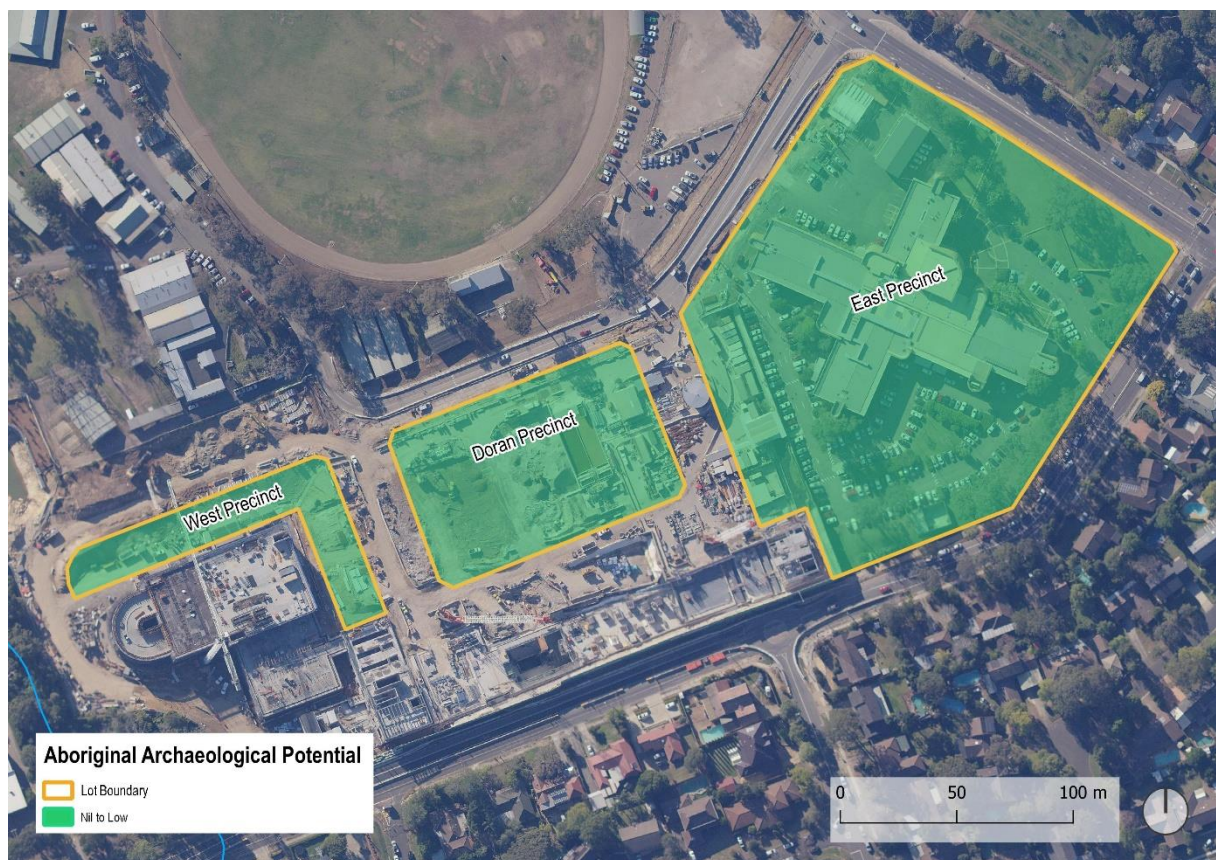 East Precinct
Doran Precinct
West Precinct
Aboriginal Archaeological Potential
Lot Boundary
Nil to Low
0 50 100 m